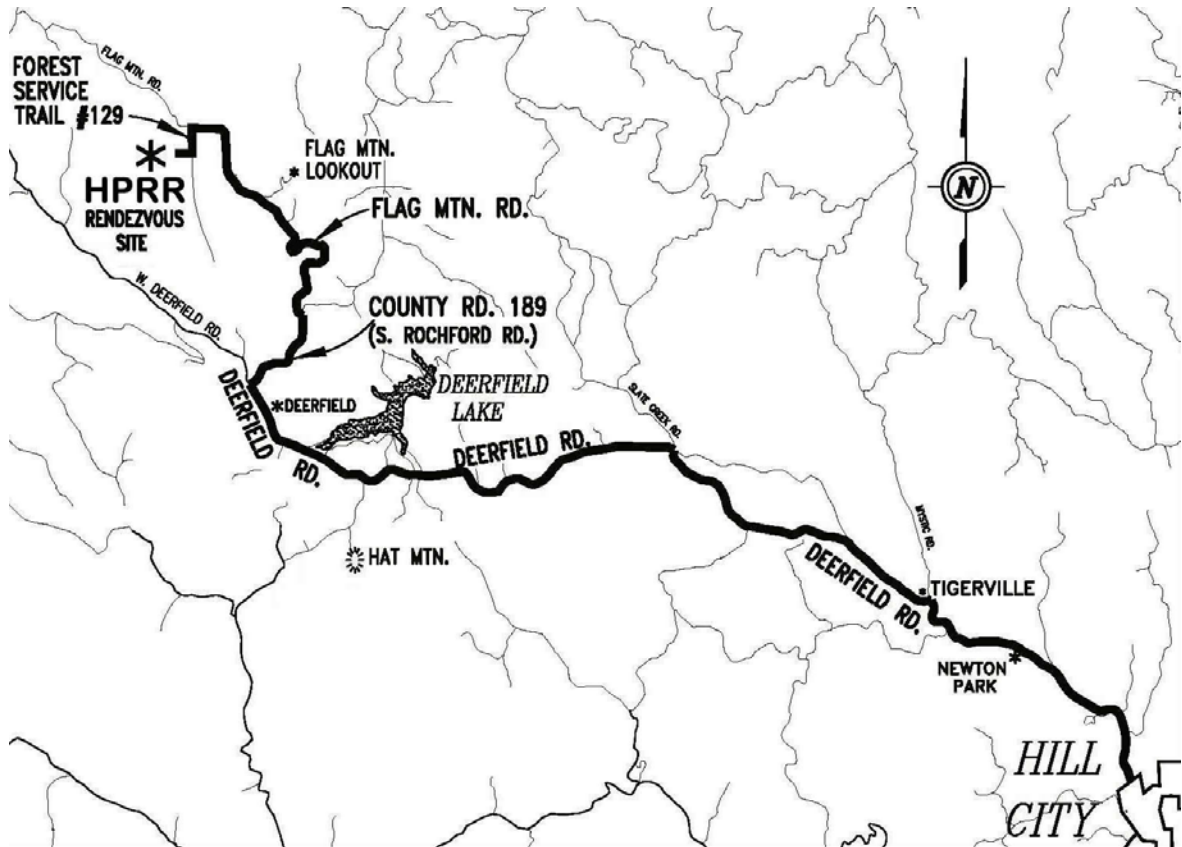 FLAG MTN. RD.
FOREST
SERVICE
TRAIL #129
FLAG MTN.
LOOKOUT
HPRR
RENDEZVOUS
SITE
FLAG MTN. RD.
N
W. DEERFIELD RD.
COUNTY RD. 189
(S. ROCHFORD RD.)
DEERFIELD
RD.
DEERFIELD
DEERFIELD
LAKE
SLATE CREEK RD.
DEERFIELD RD.
HAT MTN.
MYSTIC RD.
DEERFIELD RD.
TIGERVILLE
NEWTON
PARK
HILL
CITY